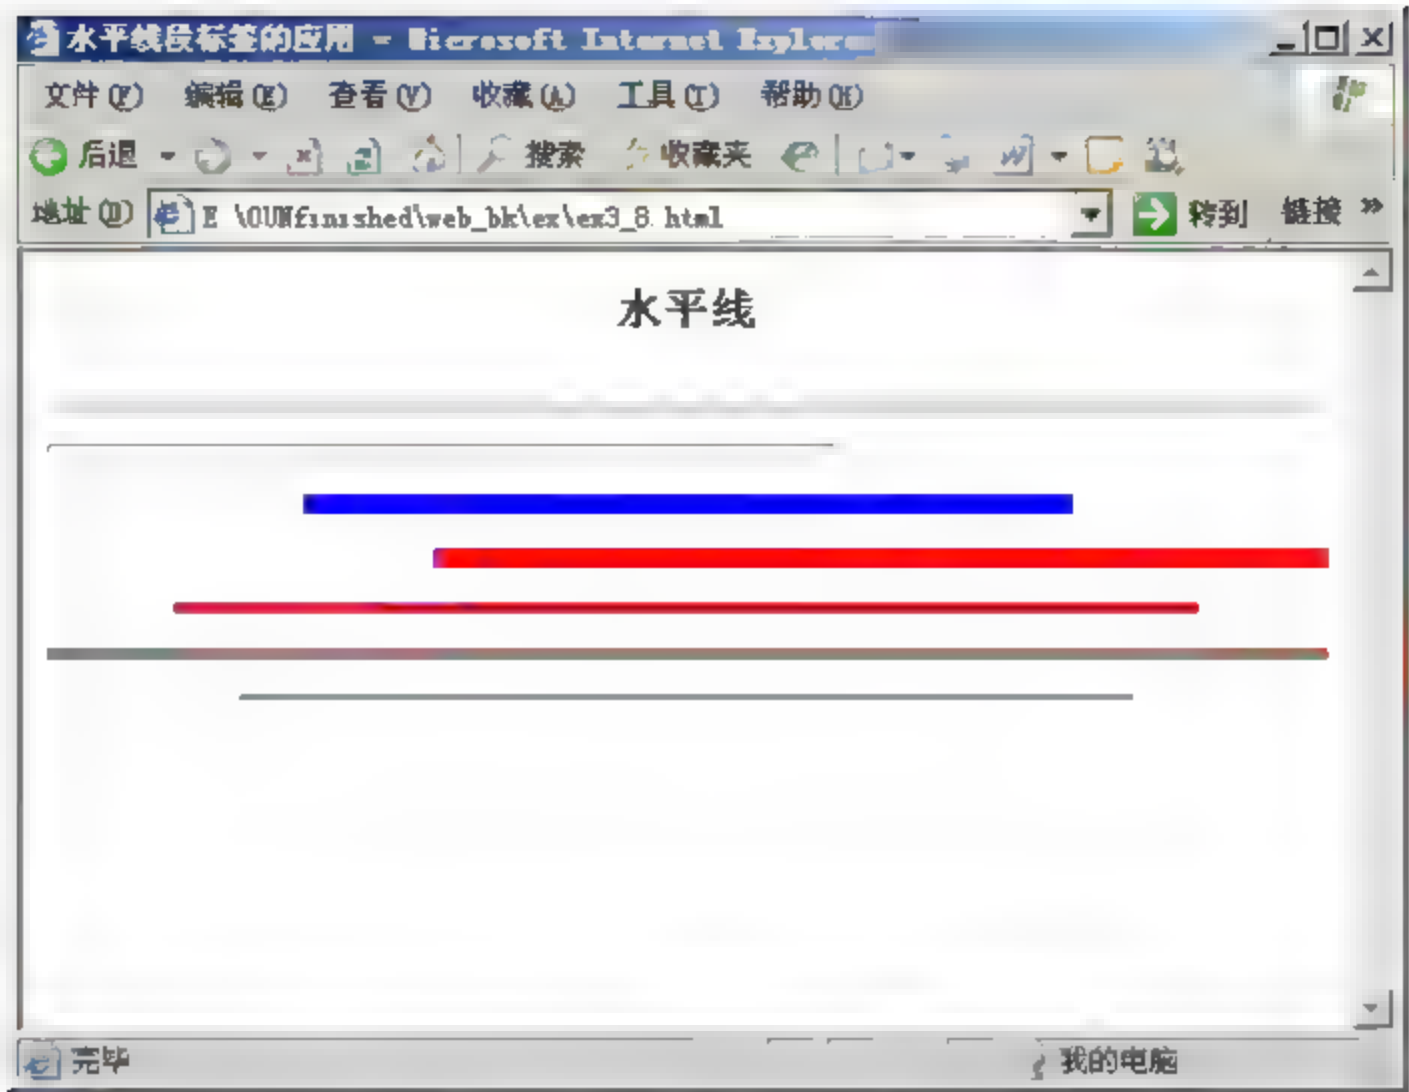 水平线段标签的应用 - Microsoft Internet Explorer
文件(F) 编辑(E) 查看(V) 收藏(A) 工具(T) 帮助(H)
后退 搜索 收藏夹
地址(D) E \OUNfinished\web_bk\ex\ex3_8.html 转到 链接 »
水平线
完毕 我的电脑